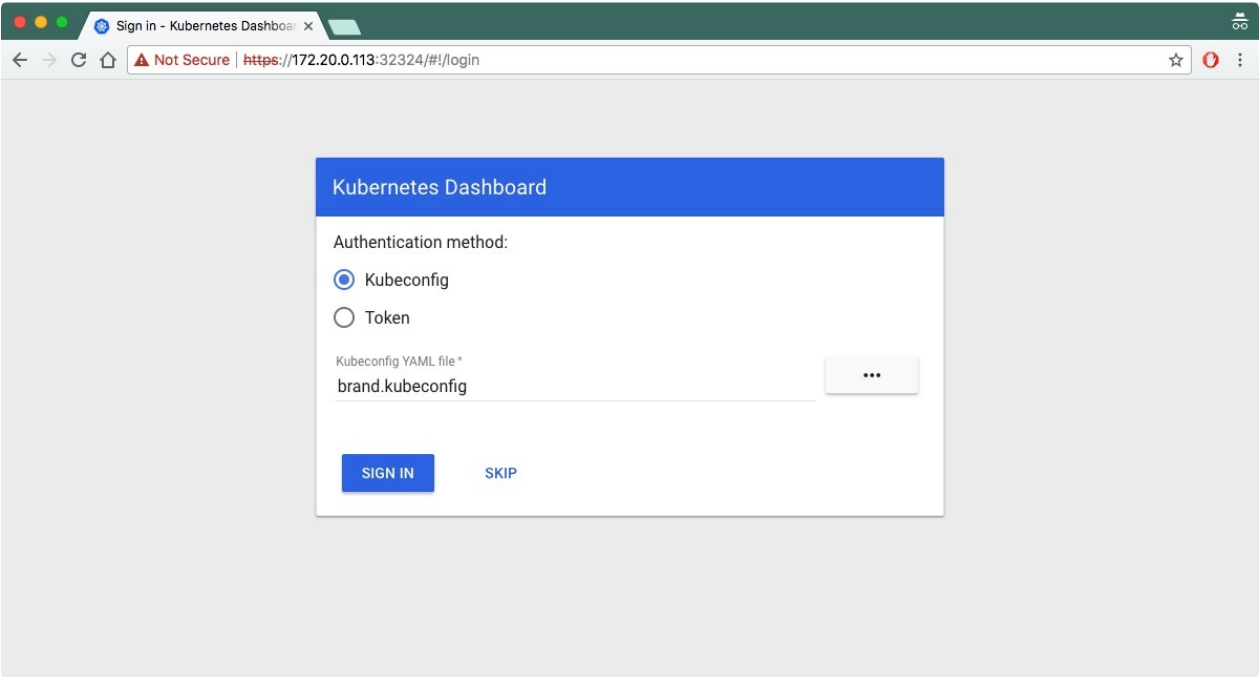 Sign in - Kubernetes Dashboar
Not Secure | https://172.20.0.113:32324/#!/login
Kubernetes Dashboard
Authentication method:
Kubeconfig
Token
Kubeconfig YAML file *
brand.kubeconfig
•••
SIGN IN SKIP